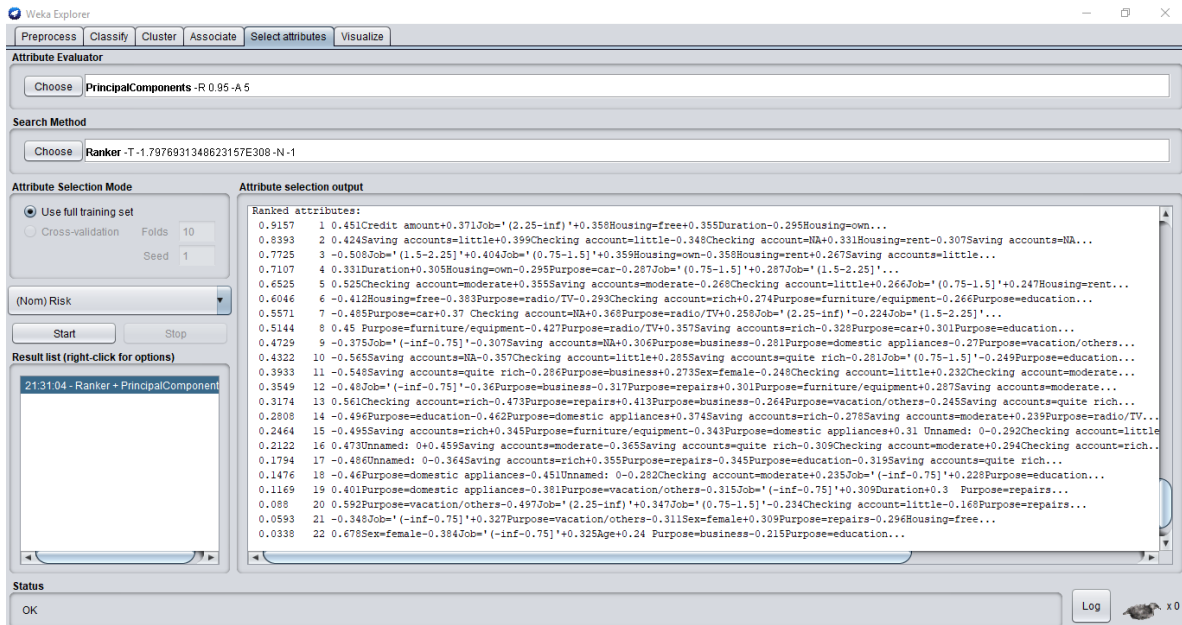 Weka Explorer
Preprocess Classify Cluster Associate Select attributes Visualize
Attribute Evaluator
Choose PrincipalComponents -R 0.95 -A 5
Search Method
Choose Ranker -T -1.7976931348623157E308 -N -1
Attribute Selection Mode
Use full training set
Cross-validation Folds 10
Seed 1
(Nom) Risk
Start Stop
Result list (right-click for options)
21:31:04 - Ranker + PrincipalComponent
Attribute selection output
Ranked attributes:
0.9157 1 0.451Credit amount+0.371Job='(2.25-inf)'+0.358Housing=free+0.355Duration-0.295Housing=own...
0.8393 2 0.424Saving accounts=little+0.399Checking account=little-0.348Checking account=NA+0.331Housing=rent-0.307Saving accounts=NA...
0.7725 3 -0.508Job='(1.5-2.25]'+0.404Job='(0.75-1.5]'+0.359Housing=own-0.358Housing=rent+0.267Saving accounts=little...
0.7107 4 0.331Duration+0.305Housing=own-0.295Purpose=car-0.287Job='(0.75-1.5]'+0.287Job='(1.5-2.25]'...
0.6525 5 0.525Checking account=moderate+0.355Saving accounts=moderate-0.268Checking account=little+0.266Job='(0.75-1.5]'+0.247Housing=rent...
0.6046 6 -0.412Housing=free-0.383Purpose=radio/TV-0.293Checking account=rich+0.274Purpose=furniture/equipment-0.266Purpose=education...
0.5571 7 -0.485Purpose=car+0.37 Checking account=NA+0.368Purpose=radio/TV+0.258Job='(2.25-inf)'-0.224Job='(1.5-2.25]'...
0.5144 8 0.45 Purpose=furniture/equipment-0.427Purpose=radio/TV+0.357Saving accounts=rich-0.328Purpose=car+0.301Purpose=education...
0.4729 9 -0.375Job='(-inf-0.75]'-0.307Saving accounts=NA+0.306Purpose=business-0.281Purpose=domestic appliances-0.27Purpose=vacation/others...
0.4322 10 -0.565Saving accounts=NA-0.357Checking account=little+0.285Saving accounts=quite rich-0.281Job='(0.75-1.5]'-0.249Purpose=education...
0.3933 11 -0.548Saving accounts=quite rich-0.286Purpose=business+0.273Sex=female-0.248Checking account=little+0.232Checking account=moderate...
0.3549 12 -0.48Job='(-inf-0.75]'-0.36Purpose=business-0.317Purpose=repairs+0.301Purpose=furniture/equipment+0.287Saving accounts=moderate...
0.3174 13 0.561Checking account=rich-0.473Purpose=repairs+0.413Purpose=business-0.264Purpose=vacation/others-0.245Saving accounts=quite rich...
0.2808 14 -0.496Purpose=education-0.462Purpose=domestic appliances+0.374Saving accounts=rich-0.278Saving accounts=moderate+0.239Purpose=radio/TV...
0.2464 15 -0.495Saving accounts=rich+0.345Purpose=furniture/equipment-0.343Purpose=domestic appliances+0.31 Unnamed: 0-0.292Checking account=little
0.2122 16 0.473Unnamed: 0+0.459Saving accounts=moderate-0.365Saving accounts=quite rich-0.309Checking account=moderate+0.294Checking account=rich..
0.1794 17 -0.486Unnamed: 0-0.364Saving accounts=rich+0.355Purpose=repairs-0.345Purpose=education-0.319Saving accounts=quite rich...
0.1476 18 -0.46Purpose=domestic appliances-0.451Unnamed: 0-0.282Checking account=moderate+0.235Job='(-inf-0.75]'+0.228Purpose=education...
0.1169 19 0.401Purpose=domestic appliances-0.381Purpose=vacation/others-0.315Job='(-inf-0.75]'+0.309Duration+0.3  Purpose=repairs...
0.088 20 0.592Purpose=vacation/others-0.497Job='(2.25-inf)'+0.347Job='(0.75-1.5]'-0.234Checking account=little-0.168Purpose=repairs...
0.0593 21 -0.348Job='(-inf-0.75]'+0.327Purpose=vacation/others-0.311Sex=female+0.309Purpose=repairs-0.296Housing=free...
0.0338 22 0.678Sex=female-0.384Job='(-inf-0.75]'+0.325Age+0.24 Purpose=business-0.215Purpose=education...
Status
OK
Log
x 0